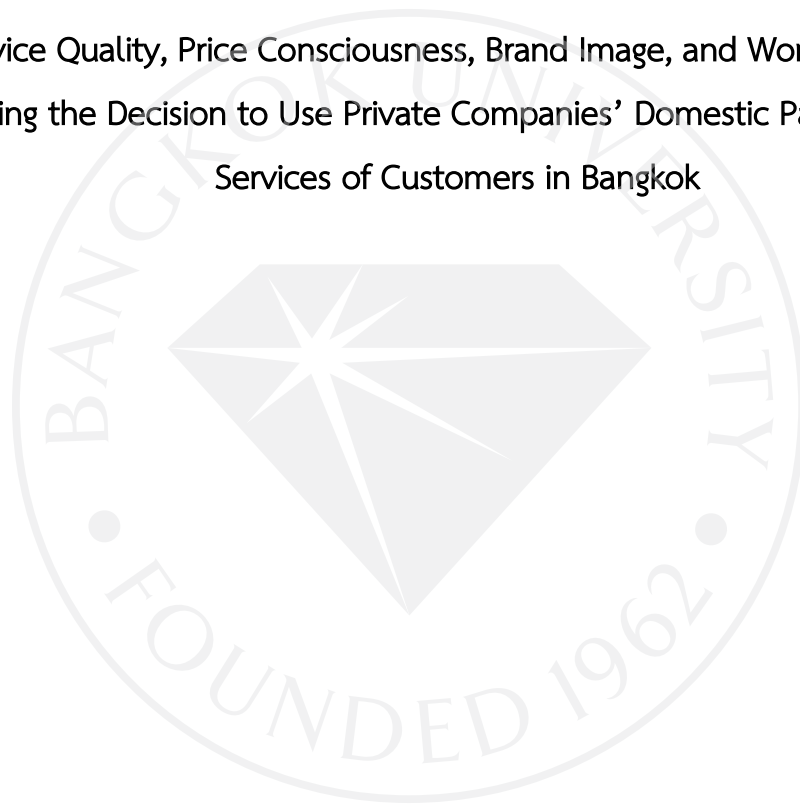 vice Quality, Price Consciousness, Brand Image, and Wor
ing the Decision to Use Private Companies’ Domestic Pa
Services of Customers in Bangkok
BANGKOK UNIVERSITY
• FOUNDED 1962 •